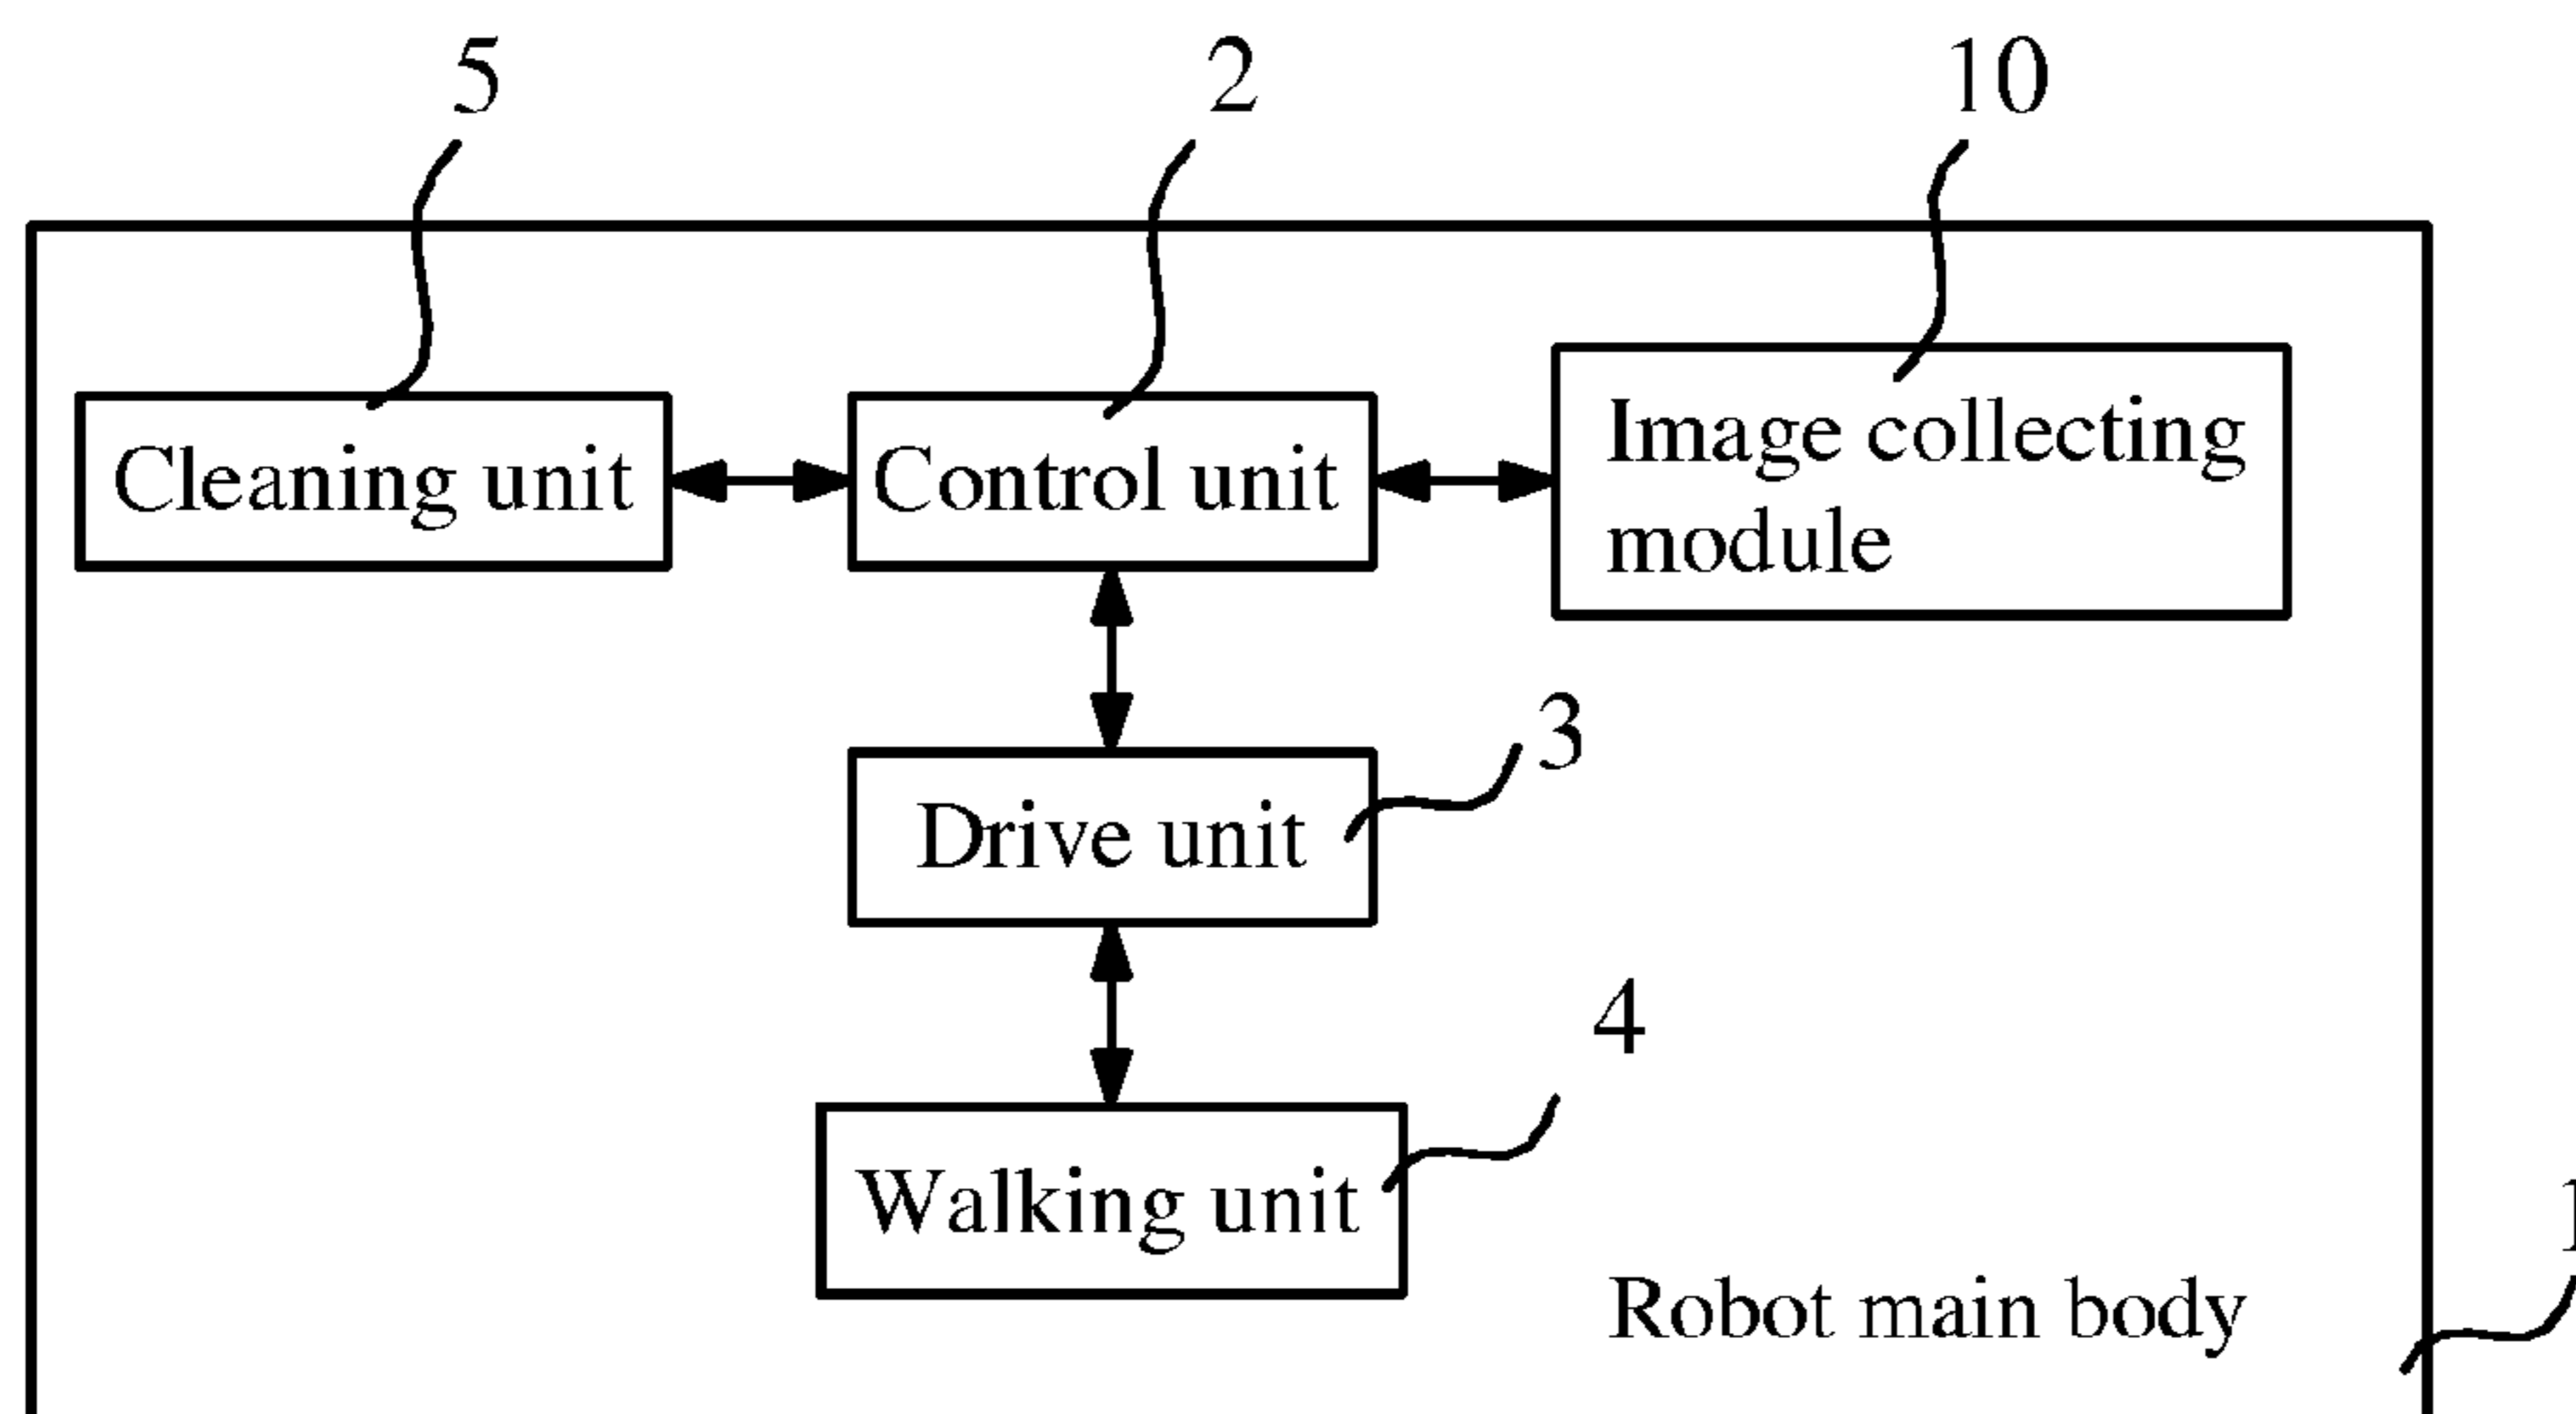 5
2
10
Cleaning unit
Control unit
Image collecting
module
3
Drive unit
4
Walking unit
1
Robot main body